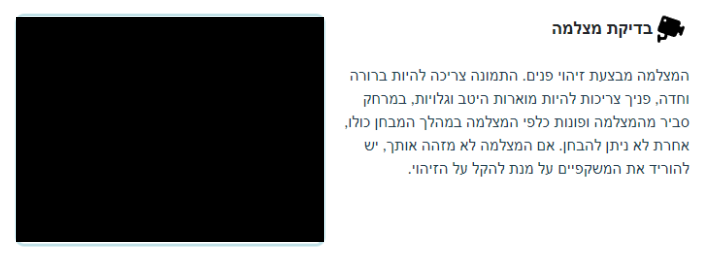 בדיקת מצלמה
המצלמה מבצעת זיהוי פנים. התמונה צריכה להיות ברורה
וחדה, פניך צריכות להיות מוארות היטב וגלויות, במרחק
סביר מהמצלמה ופונות כלפי המצלמה במהלך המבחן כולו,
אחרת לא ניתן להבחן. אם המצלמה לא מזהה אותך, יש
להוריד את המשקפיים על מנת להקל על הזיהוי.